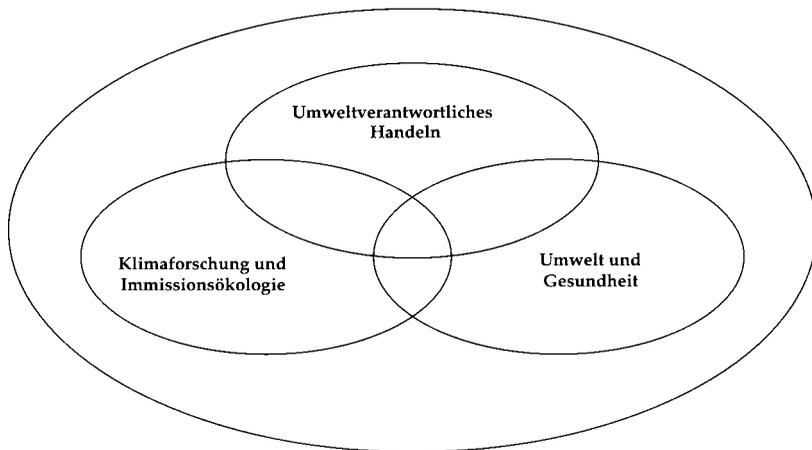 Umweltverantwortliches
Handeln
Klimaforschung und
Immissionsökologie
Umwelt und
Gesundheit